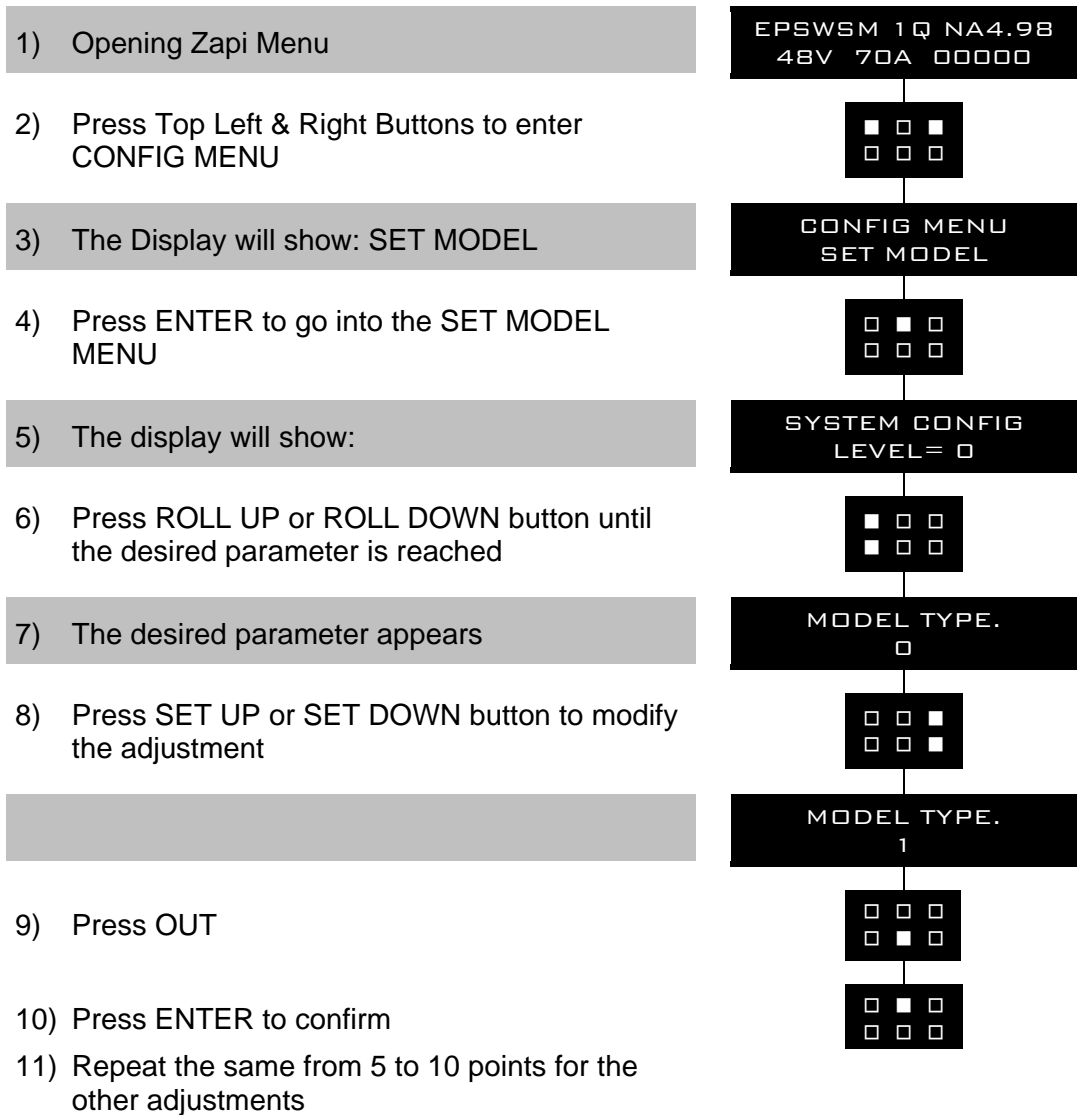 1) Opening Zapi Menu
EPSWSM 1Q NA4.98
48V 70A 00000
2) Press Top Left & Right Buttons to enter
CONFIG MENU
3) The Display will show: SET MODEL
CONFIG MENU
SET MODEL
4) Press ENTER to go into the SET MODEL
MENU
5) The display will show:
SYSTEM CONFIG
LEVEL= 0
6) Press ROLL UP or ROLL DOWN button until
the desired parameter is reached
7) The desired parameter appears
MODEL TYPE.
0
8) Press SET UP or SET DOWN button to modify
the adjustment
MODEL TYPE.
1
9) Press OUT
10) Press ENTER to confirm
11) Repeat the same from 5 to 10 points for the
other adjustments